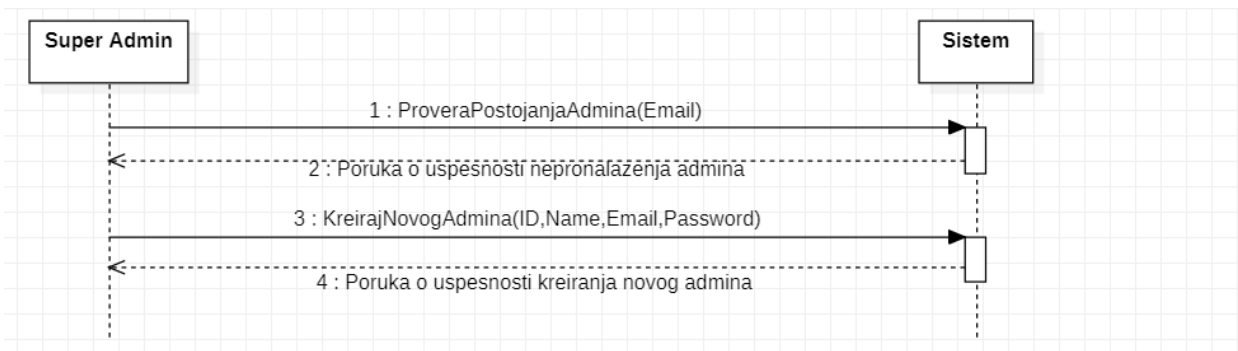 Super Admin
Sistem
1 : ProveraPostojanjaAdmina(Email)
2 : Poruka o uspesnosti nepronalazenja admina
3 : KreirajNovogAdmina(ID,Name,Email,Password)
4 : Poruka o uspesnosti kreiranja novog admina